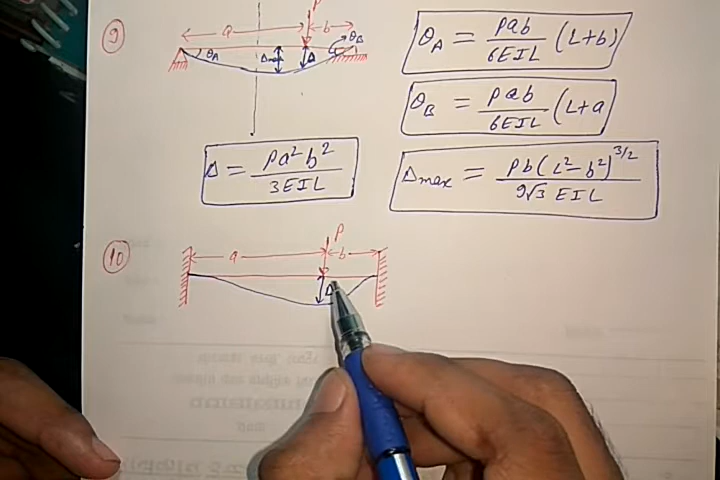 9
P
a
b
θA
Δmax
Δ
θB
θA = Pab/6EIL (L+b)
θB = Pab/6EIL (L+a
Δ = Pa²b²/3EIL
Δmax = Pb(L²-b²)^3/2/9√3 EIL
10
P
a
b
Δ